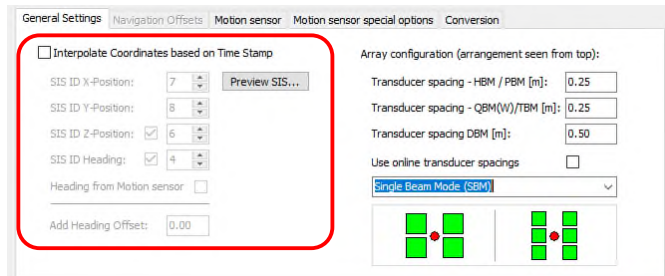 General Settings Navigation Offsets Motion sensor Motion sensor special options Conversion
Interpolate Coordinates based on Time Stamp
SIS ID X-Position: 7 Preview SIS...
SIS ID Y-Position: 8
SIS ID Z-Position: 6
SIS ID Heading: 4
Heading from Motion sensor
Add Heading Offset: 0.00
Array configuration (arrangement seen from top):
Transducer spacing - HBM / PBM [m]: 0.25
Transducer spacing - QBM(W)/TBM [m]: 0.25
Transducer spacing DBM [m]: 0.50
Use online transducer spacings
Single Beam Mode (SBM)